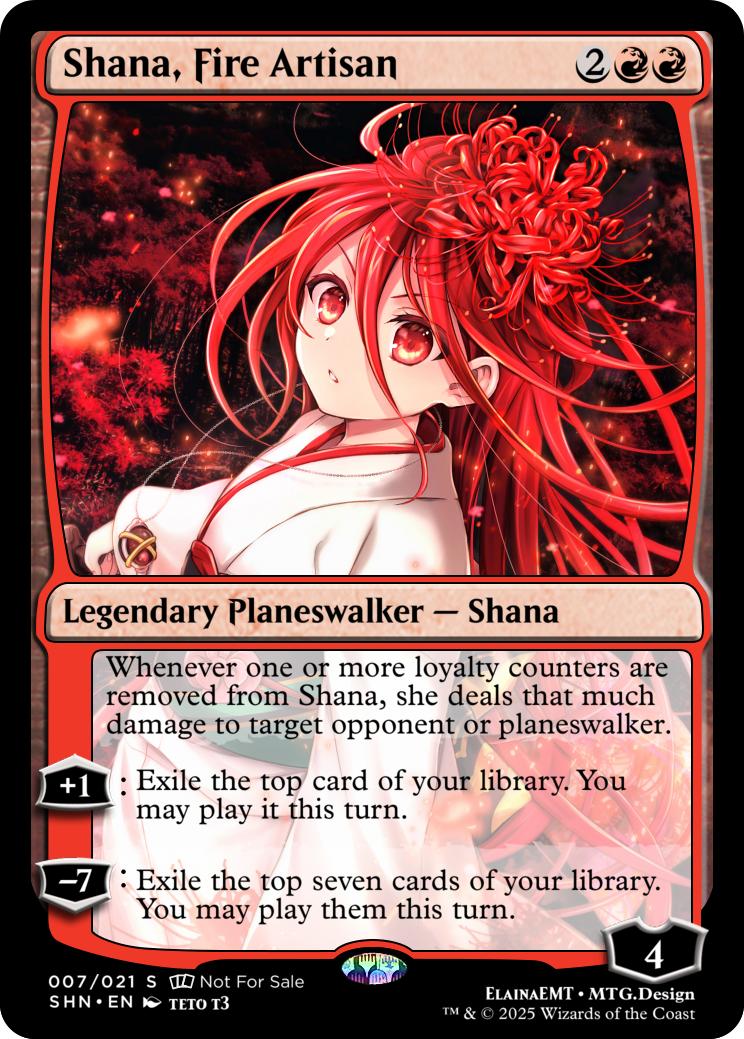 Shana, Fire Artisan 2
Legendary Planeswalker — Shana
Whenever one or more loyalty counters are
removed from Shana, she deals that much
damage to target opponent or planeswalker.
+1 : Exile the top card of your library. You
may play it this turn.
−7 : Exile the top seven cards of your library.
You may play them this turn.
4
007/021 S Not For Sale
SHN • EN TETO T3
ElainaEMT • MTG.Design
™ & © 2025 Wizards of the Coast